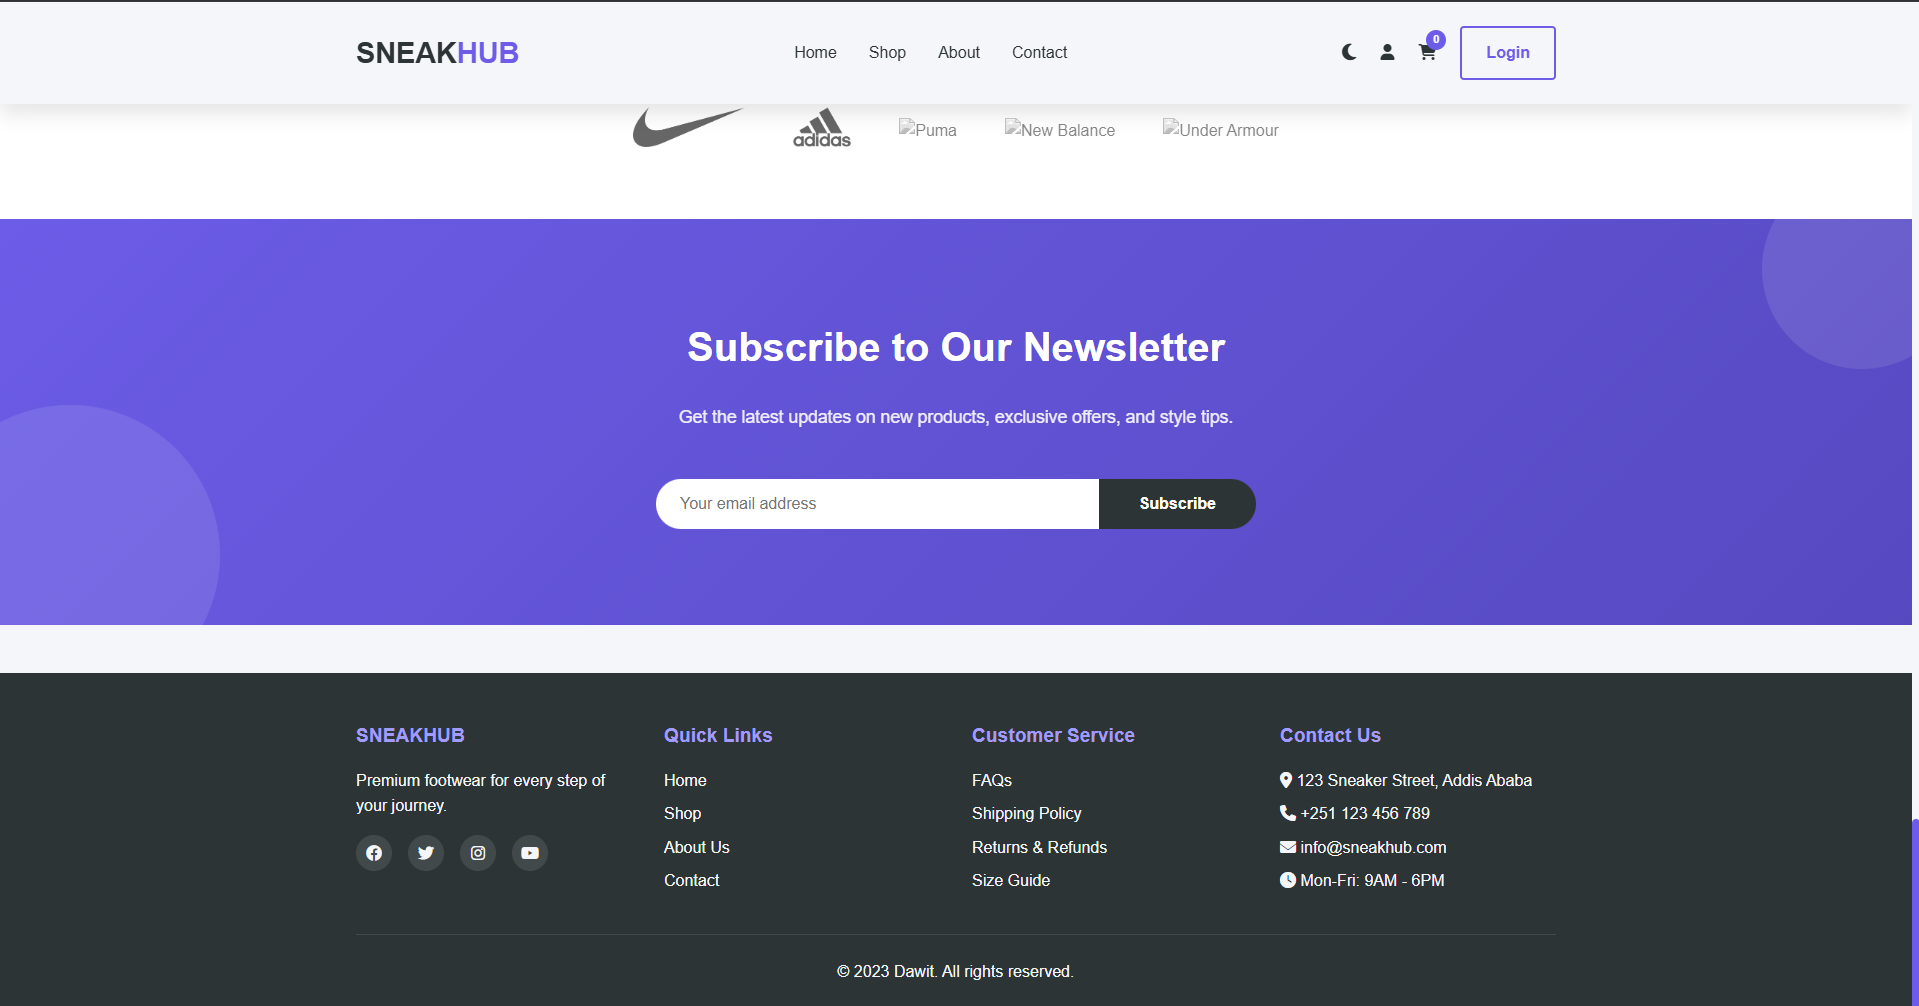 SNEAKHUB
Home Shop About Contact
0
Login
adidas
Puma
New Balance
Under Armour
Subscribe to Our Newsletter
Get the latest updates on new products, exclusive offers, and style tips.
Your email address
Subscribe
SNEAKHUB
Premium footwear for every step of
your journey.
Quick Links
Home
Shop
About Us
Contact
Customer Service
FAQs
Shipping Policy
Returns & Refunds
Size Guide
Contact Us
123 Sneaker Street, Addis Ababa
+251 123 456 789
info@sneakhub.com
Mon-Fri: 9AM - 6PM
© 2023 Dawit. All rights reserved.